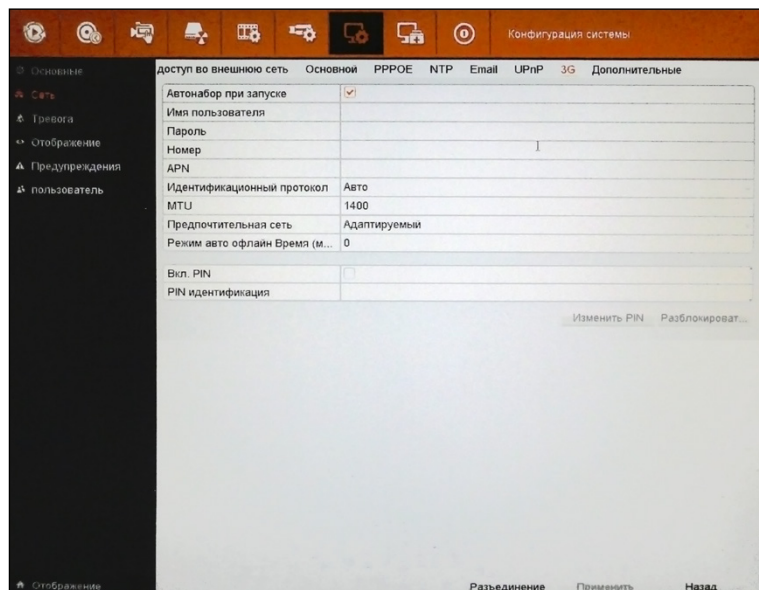 Конфигурация системы
Основные
Сеть
Тревога
Отображение
Предупреждения
пользователь
доступ во внешнюю сеть Основной PPPOE NTP Email UPnP 3G Дополнительные
Автонабор при запуске
Имя пользователя
Пароль
Номер
APN
Идентификационный протокол Авто
MTU 1400
Предпочтительная сеть Адаптируемый
Режим авто офлайн Время (м... 0
Вкл. PIN
PIN идентификация
Изменить PIN Разблокироват...
Отображение
Разъединение Применить Назад